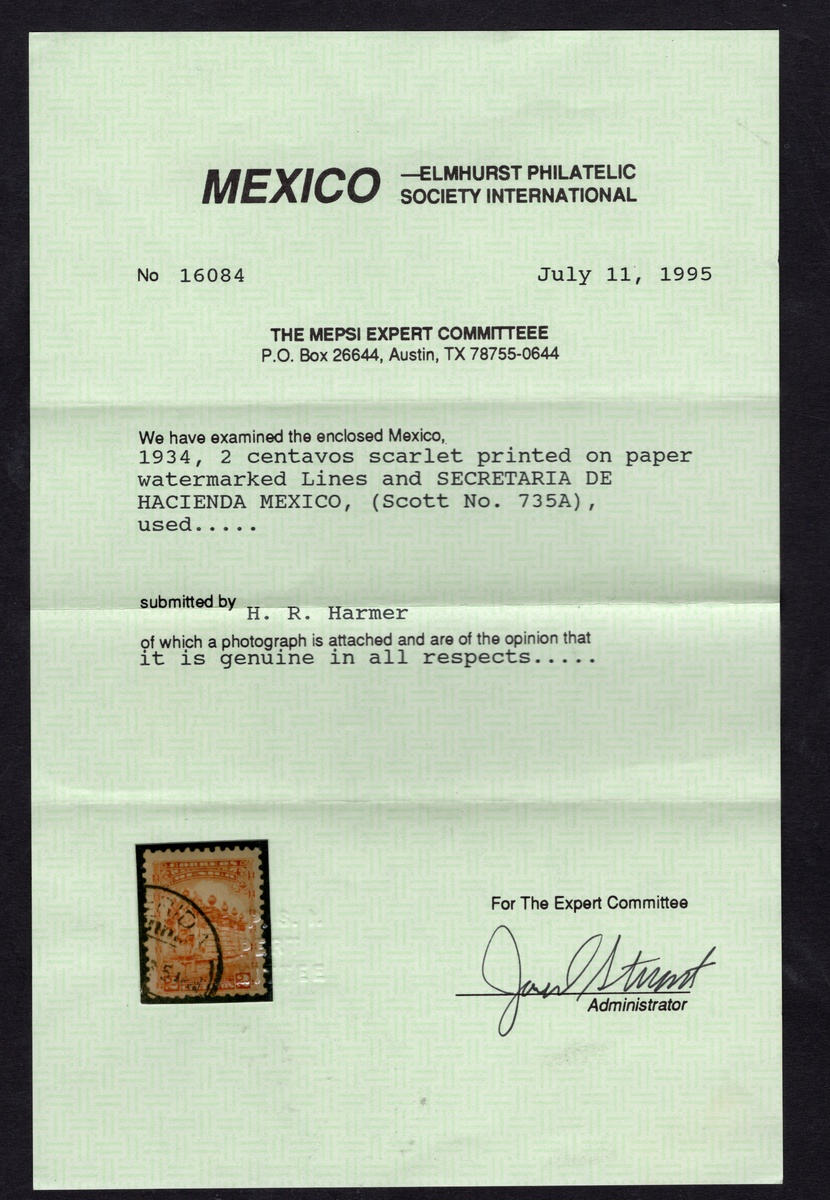 MEXICO —ELMHURST PHILATELIC
SOCIETY INTERNATIONAL
No 16084 July 11, 1995
THE MEPSI EXPERT COMMITTEEE
P.O. Box 26644, Austin, TX 78755-0644
We have examined the enclosed Mexico,
1934, 2 centavos scarlet printed on paper
watermarked Lines and SECRETARIA DE
HACIENDA MEXICO, (Scott No. 735A),
used.....
submitted by H. R. Harmer
of which a photograph is attached and are of the opinion that
it is genuine in all respects.....
CORREOS
For The Expert Committee
Administrator